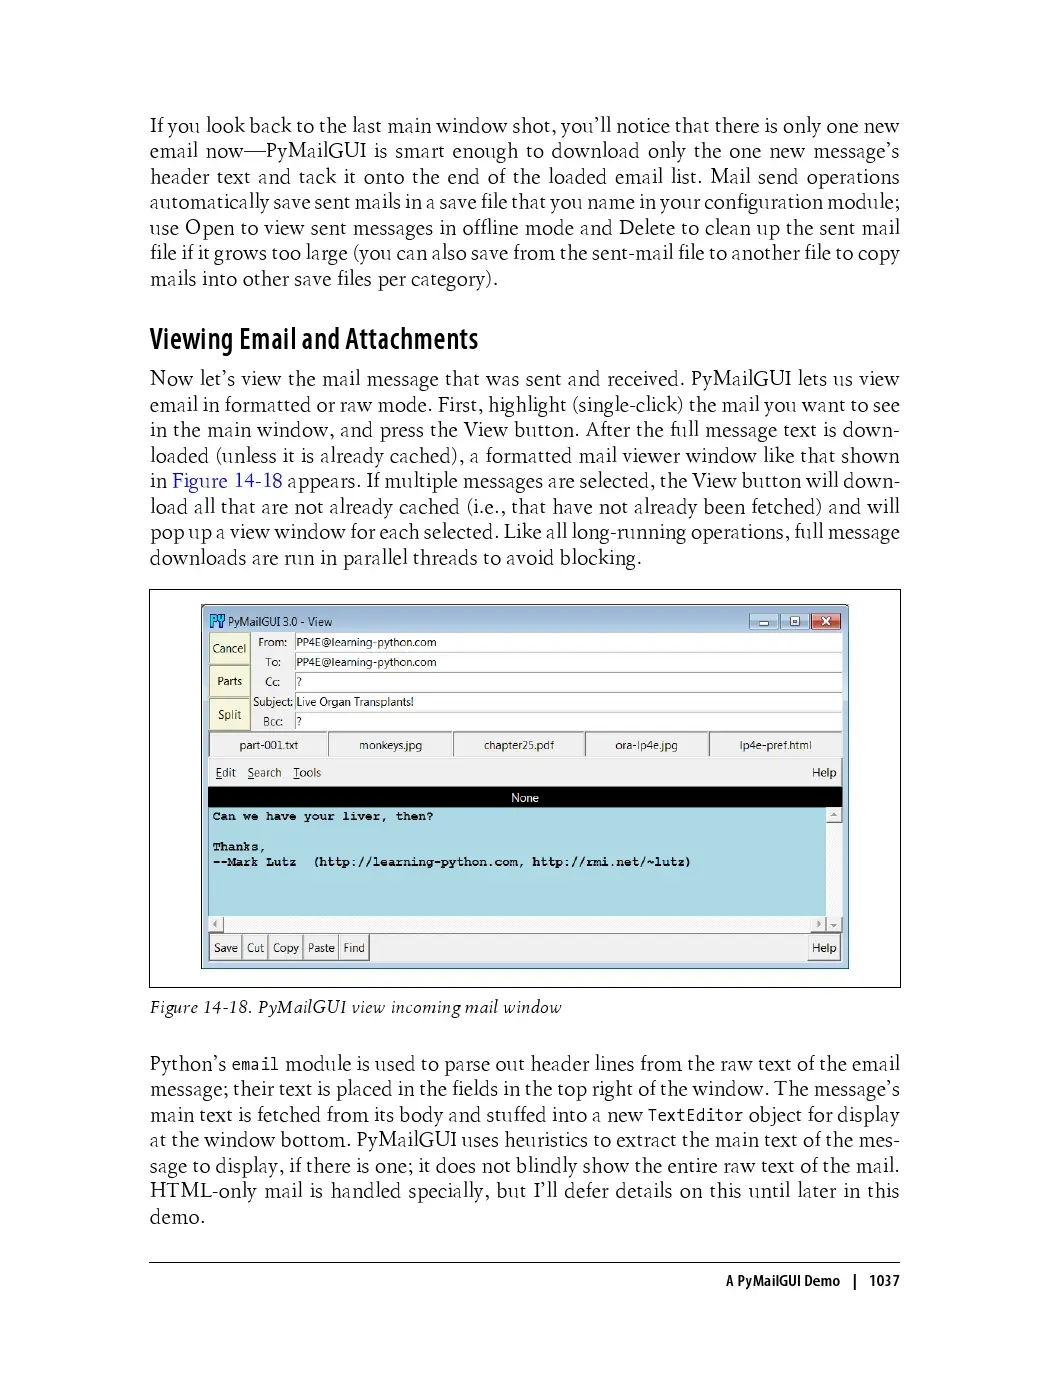 If you look back to the last main window shot, you’ll notice that there is only one new
email now—PyMailGUI is smart enough to download only the one new message’s
header text and tack it onto the end of the loaded email list. Mail send operations
automatically save sent mails in a save file that you name in your configuration module;
use Open to view sent messages in offline mode and Delete to clean up the sent mail
file if it grows too large (you can also save from the sent-mail file to another file to copy
mails into other save files per category).
Viewing Email and Attachments
Now let’s view the mail message that was sent and received. PyMailGUI lets us view
email in formatted or raw mode. First, highlight (single-click) the mail you want to see
in the main window, and press the View button. After the full message text is down-
loaded (unless it is already cached), a formatted mail viewer window like that shown
in Figure 14-18 appears. If multiple messages are selected, the View button will down-
load all that are not already cached (i.e., that have not already been fetched) and will
pop up a view window for each selected. Like all long-running operations, full message
downloads are run in parallel threads to avoid blocking.
PY PyMailGUI 3.0 - View
Cancel From: PP4E@learning-python.com
To: PP4E@learning-python.com
Parts Cc: ?
Subject: Live Organ Transplants!
Split Bcc: ?
part-001.txt monkeys.jpg chapter25.pdf ora-lp4e.jpg lp4e-pref.html
Edit Search Tools Help
None
Can we have your liver, then?
Thanks,
--Mark Lutz (http://learning-python.com, http://rmi.net/~lutz)
Save Cut Copy Paste Find Help
Figure 14-18. PyMailGUI view incoming mail window
Python’s email module is used to parse out header lines from the raw text of the email
message; their text is placed in the fields in the top right of the window. The message’s
main text is fetched from its body and stuffed into a new TextEditor object for display
at the window bottom. PyMailGUI uses heuristics to extract the main text of the mes-
sage to display, if there is one; it does not blindly show the entire raw text of the mail.
HTML-only mail is handled specially, but I’ll defer details on this until later in this
demo.
A PyMailGUI Demo | 1037